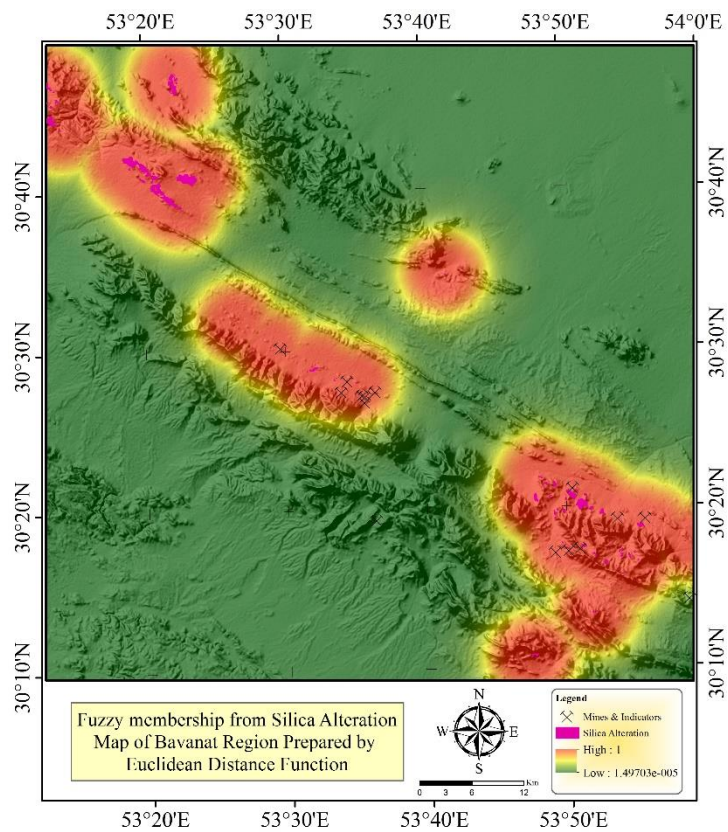 53°20'E 53°30'E 53°40'E 53°50'E 54°0'E
30°40'N 30°40'N
30°30'N 30°30'N
30°20'N 30°20'N
30°10'N 30°10'N
Fuzzy membership from Silica Alteration
Map of Bavanat Region Prepared by
Euclidean Distance Function
N
W E
S
Km
0 3 6 12
Legend
Mines & Indicators
Silica Alteration
High : 1
Low : 1.49703e-005
53°20'E 53°30'E 53°40'E 53°50'E